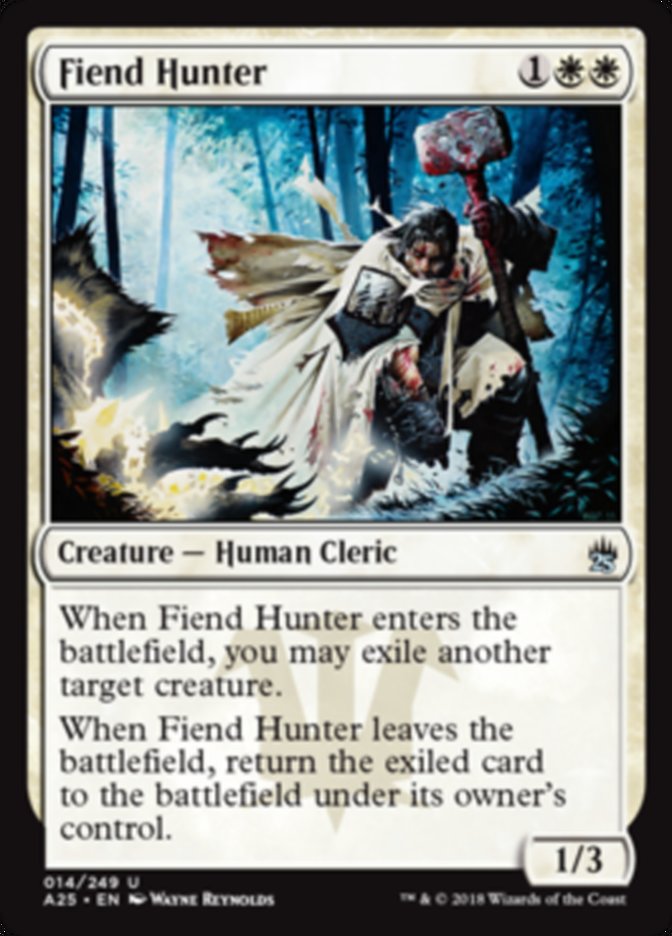 Fiend Hunter 1
Creature — Human Cleric
25
When Fiend Hunter enters the
battlefield, you may exile another
target creature.
When Fiend Hunter leaves the
battlefield, return the exiled card
to the battlefield under its owner's
control.
1/3
014/249 U
A25 • EN Wayne Reynolds
™ & © 2018 Wizards of the Coast